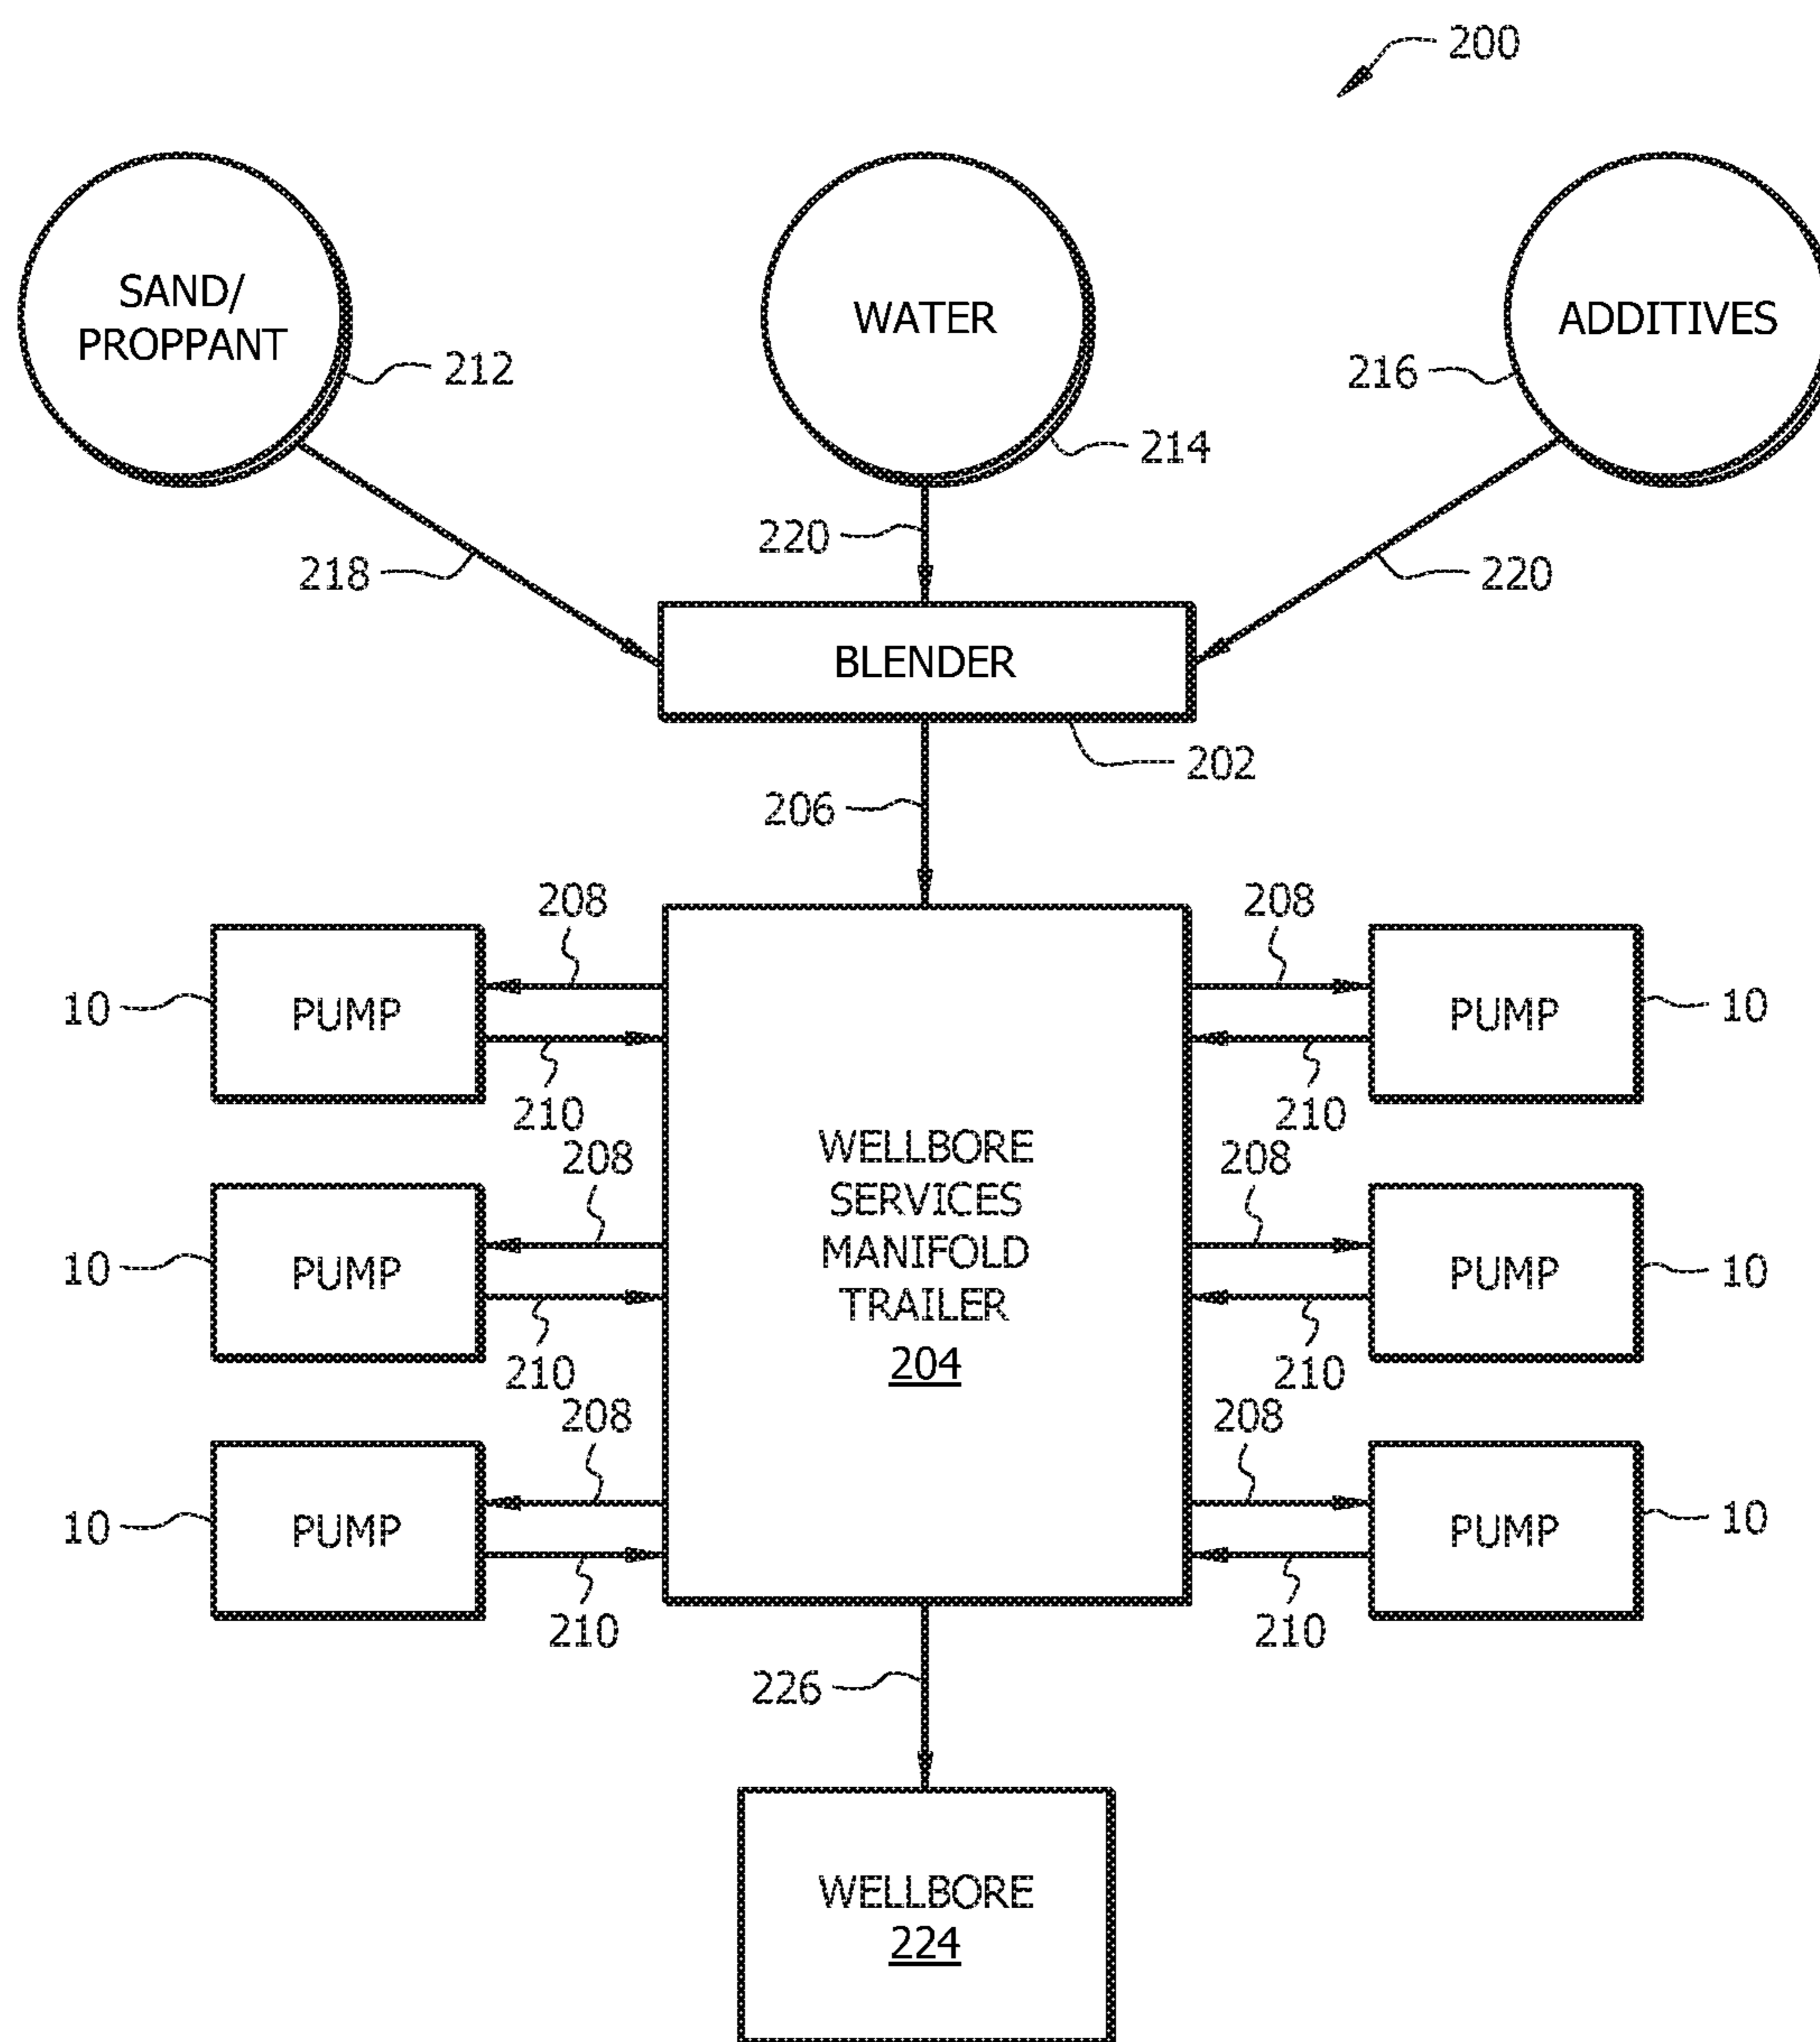 200
SAND/
PROPPANT
WATER
ADDITIVES
212
216
214
220
218
220
BLENDER
202
206
208
208
10
PUMP
PUMP
10
210
210
WELLBORE
SERVICES
MANIFOLD
TRAILER
204
208
208
10
PUMP
PUMP
10
210
210
208
208
10
PUMP
PUMP
10
210
210
226
WELLBORE
224